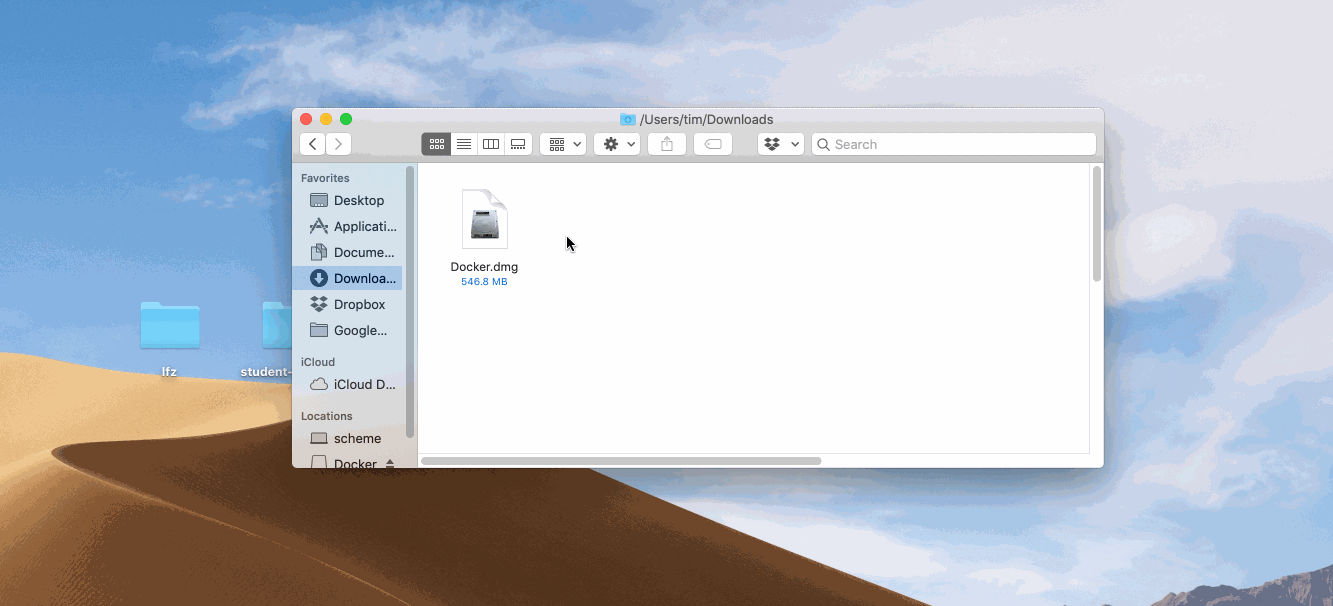 /Users/tim/Downloads
Search
Favorites
Desktop
Applicati...
Docume...
Downloa...
Dropbox
Google...
iCloud
iCloud D...
Locations
scheme
Docker
Docker.dmg
546.8 MB
lfz
student-